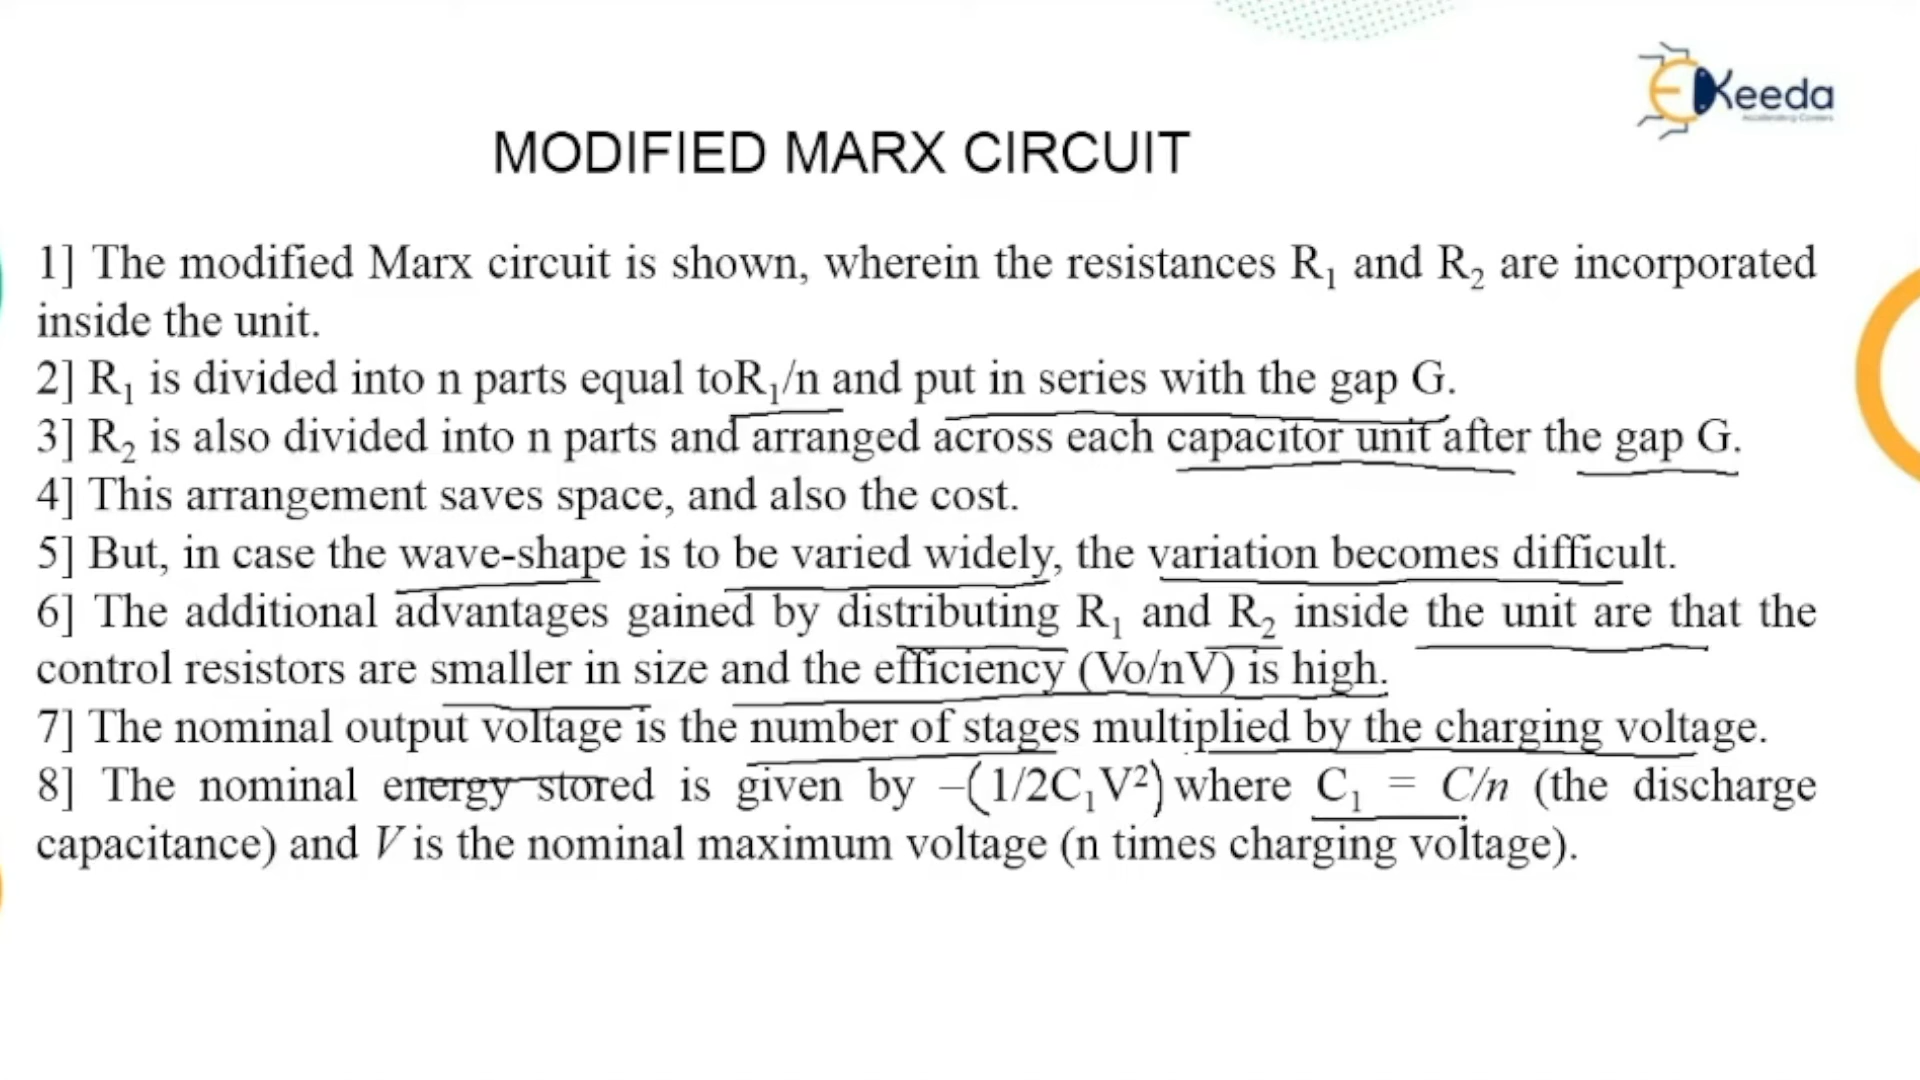 Keeda
Accelerating Careers
MODIFIED MARX CIRCUIT
1] The modified Marx circuit is shown, wherein the resistances R₁ and R₂ are incorporated
inside the unit.
2] R₁ is divided into n parts equal toR₁/n and put in series with the gap G.
3] R₂ is also divided into n parts and arranged across each capacitor unit after the gap G.
4] This arrangement saves space, and also the cost.
5] But, in case the wave-shape is to be varied widely, the variation becomes difficult.
6] The additional advantages gained by distributing R₁ and R₂ inside the unit are that the
control resistors are smaller in size and the efficiency (Vo/nV) is high.
7] The nominal output voltage is the number of stages multiplied by the charging voltage.
8] The nominal energy stored is given by –(1/2C₁V²) where C₁ = C/n (the discharge
capacitance) and V is the nominal maximum voltage (n times charging voltage).